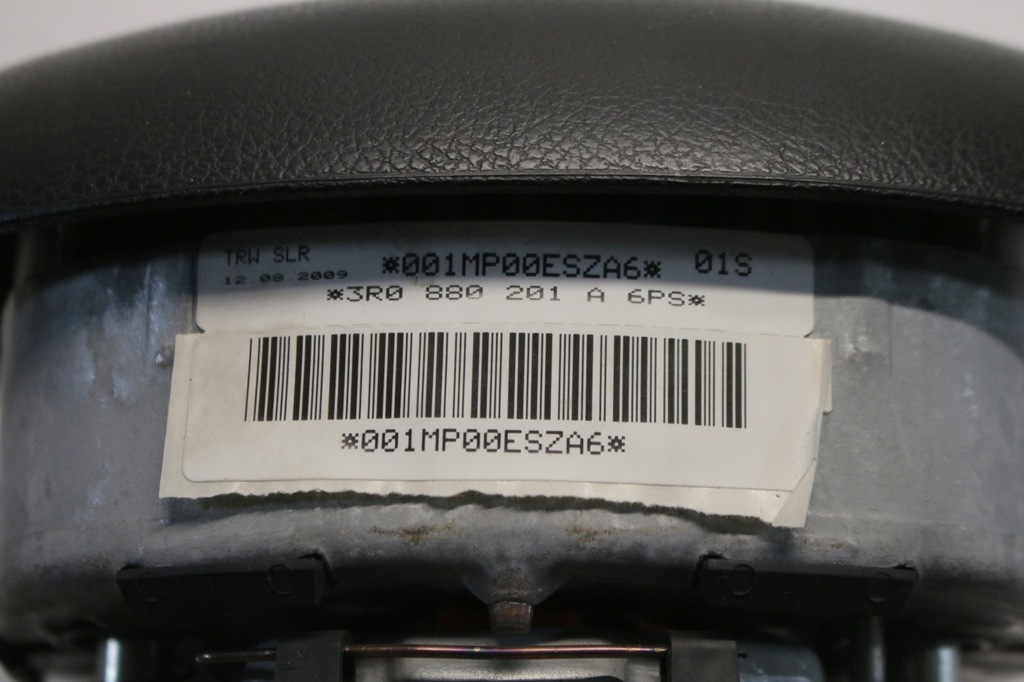 TRW SLR *001MP00ESZA6* 01S
12.08.2009
*3R0 880 201 A 6PS*
*001MP00ESZA6*